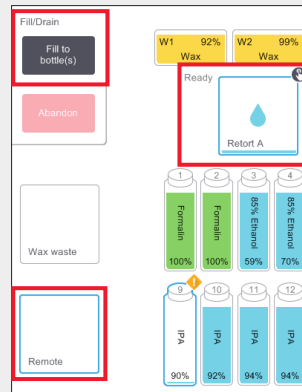 Fill/Drain
Fill to
bottle(s)
Abandon
Wax waste
Remote
W1 92%
Wax
W2 99%
Wax
Ready
Retort A
1
Formalin
100%
2
Formalin
100%
3
85% Ethanol
59%
4
85% Ethanol
70%
9
IPA
90%
10
IPA
92%
11
IPA
94%
12
IPA
94%